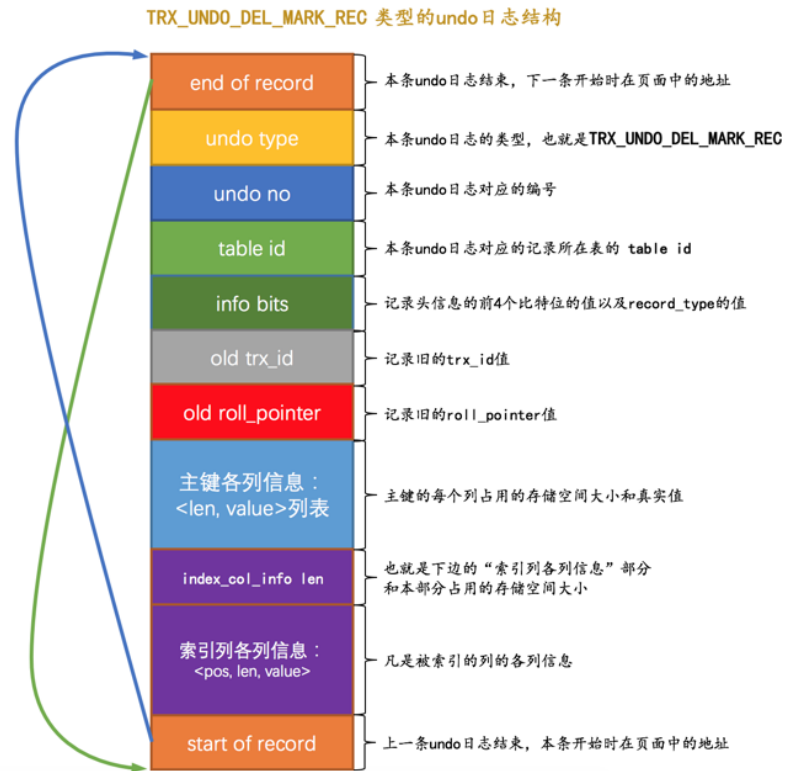 TRX_UNDO_DEL_MARK_REC 类型的undo日志结构
end of record
本条undo日志结束，下一条开始时在页面中的地址
undo type
本条undo日志的类型，也就是TRX_UNDO_DEL_MARK_REC
undo no
本条undo日志对应的编号
table id
本条undo日志对应的记录所在表的 table id
info bits
记录头信息的前4个比特位的值以及record_type的值
old trx_id
记录旧的trx_id值
old roll_pointer
记录旧的roll_pointer值
主键各列信息：
<len, value>列表
主键的每个列占用的存储空间大小和真实值
index_col_info len
也就是下边的“索引列各列信息”部分
和本部分占用的存储空间大小
索引列各列信息：
<pos, len, value>
凡是被索引的列的各列信息
start of record
上一条undo日志结束，本条开始时在页面中的地址